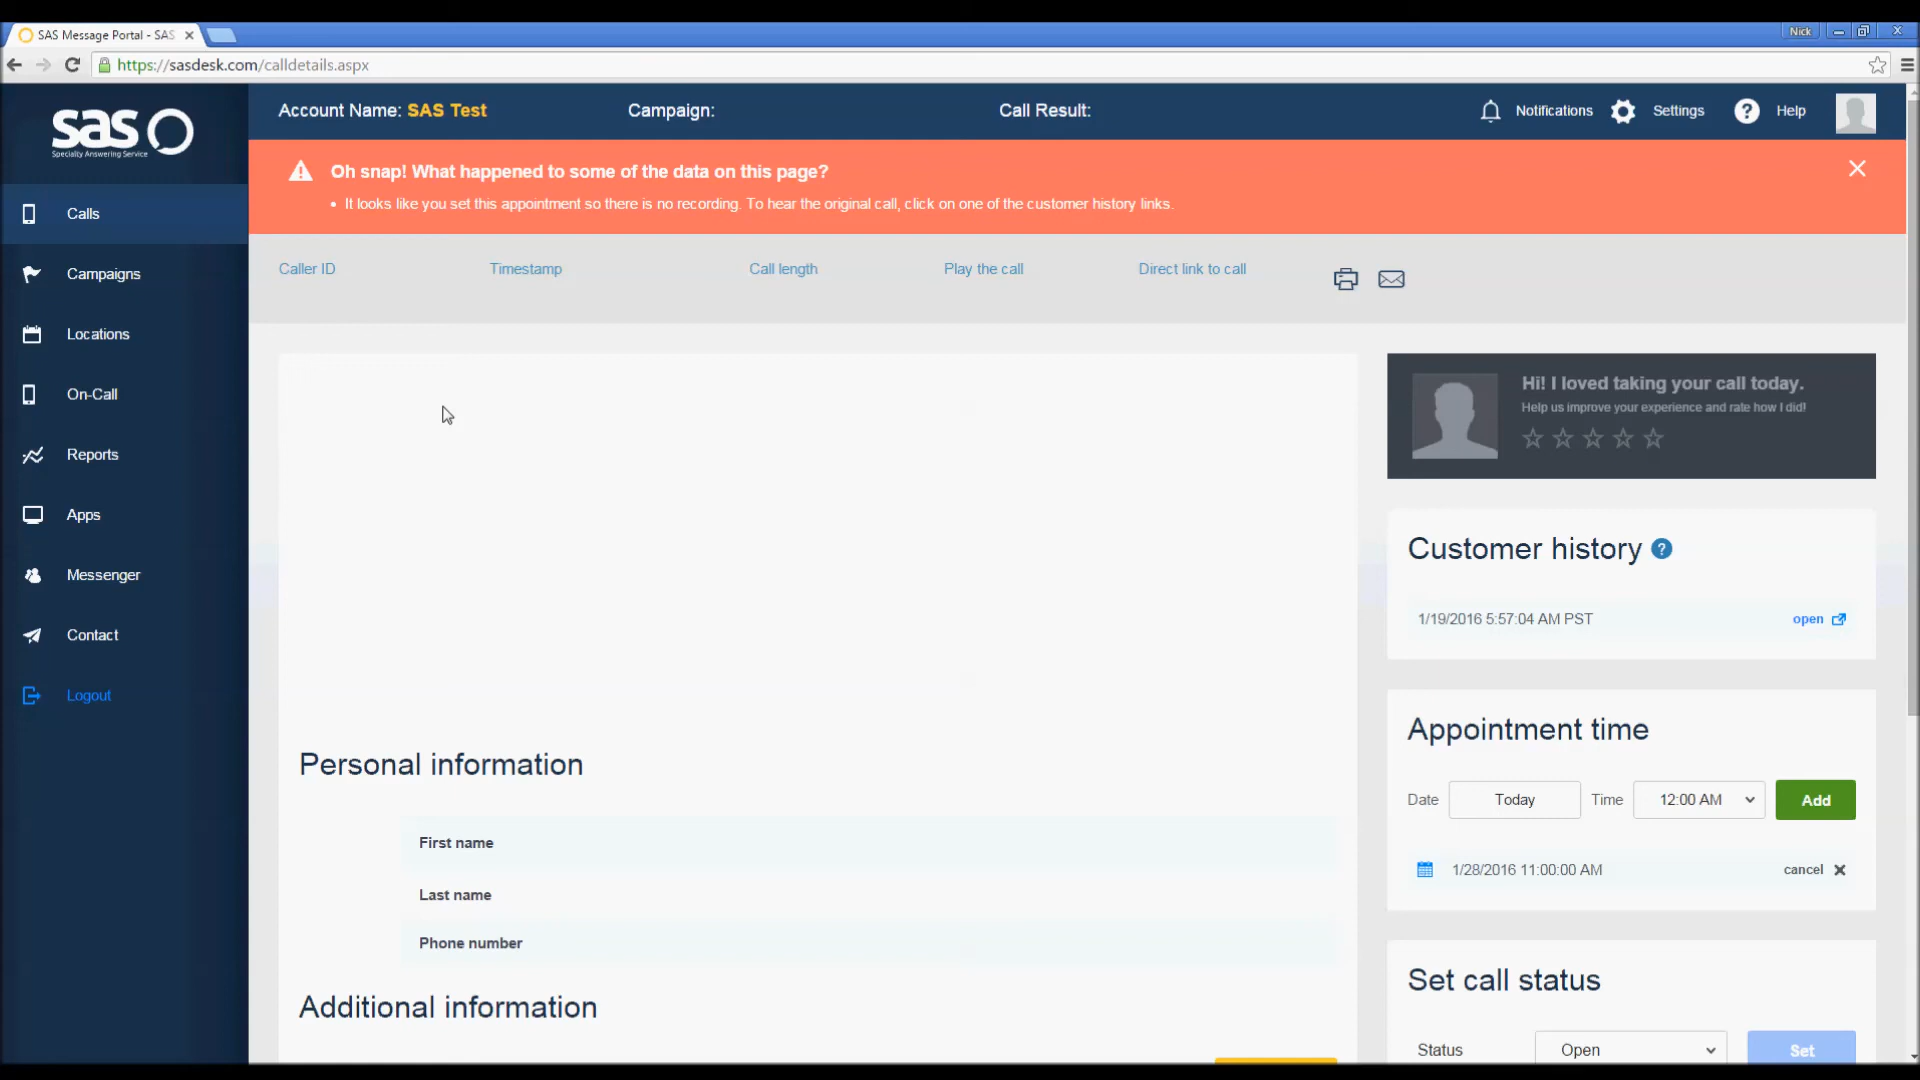 SAS Message Portal - SAS
Nick
https://sasdesk.com/calldetails.aspx
sas
Specialty Answering Service
Account Name: SAS Test
Campaign:
Call Result:
Notifications
Settings
? Help
Oh snap! What happened to some of the data on this page?
• It looks like you set this appointment so there is no recording. To hear the original call, click on one of the customer history links.
Calls
Campaigns
Locations
On-Call
Reports
Apps
Messenger
Contact
Logout
Caller ID
Timestamp
Call length
Play the call
Direct link to call
Hi! I loved taking your call today.
Help us improve your experience and rate how I did!
Customer history ?
1/19/2016 5:57:04 AM PST
open
Appointment time
Date Today Time 12:00 AM Add
1/28/2016 11:00:00 AM
cancel
Personal information
First name
Last name
Phone number
Additional information
Set call status
Status Open Set